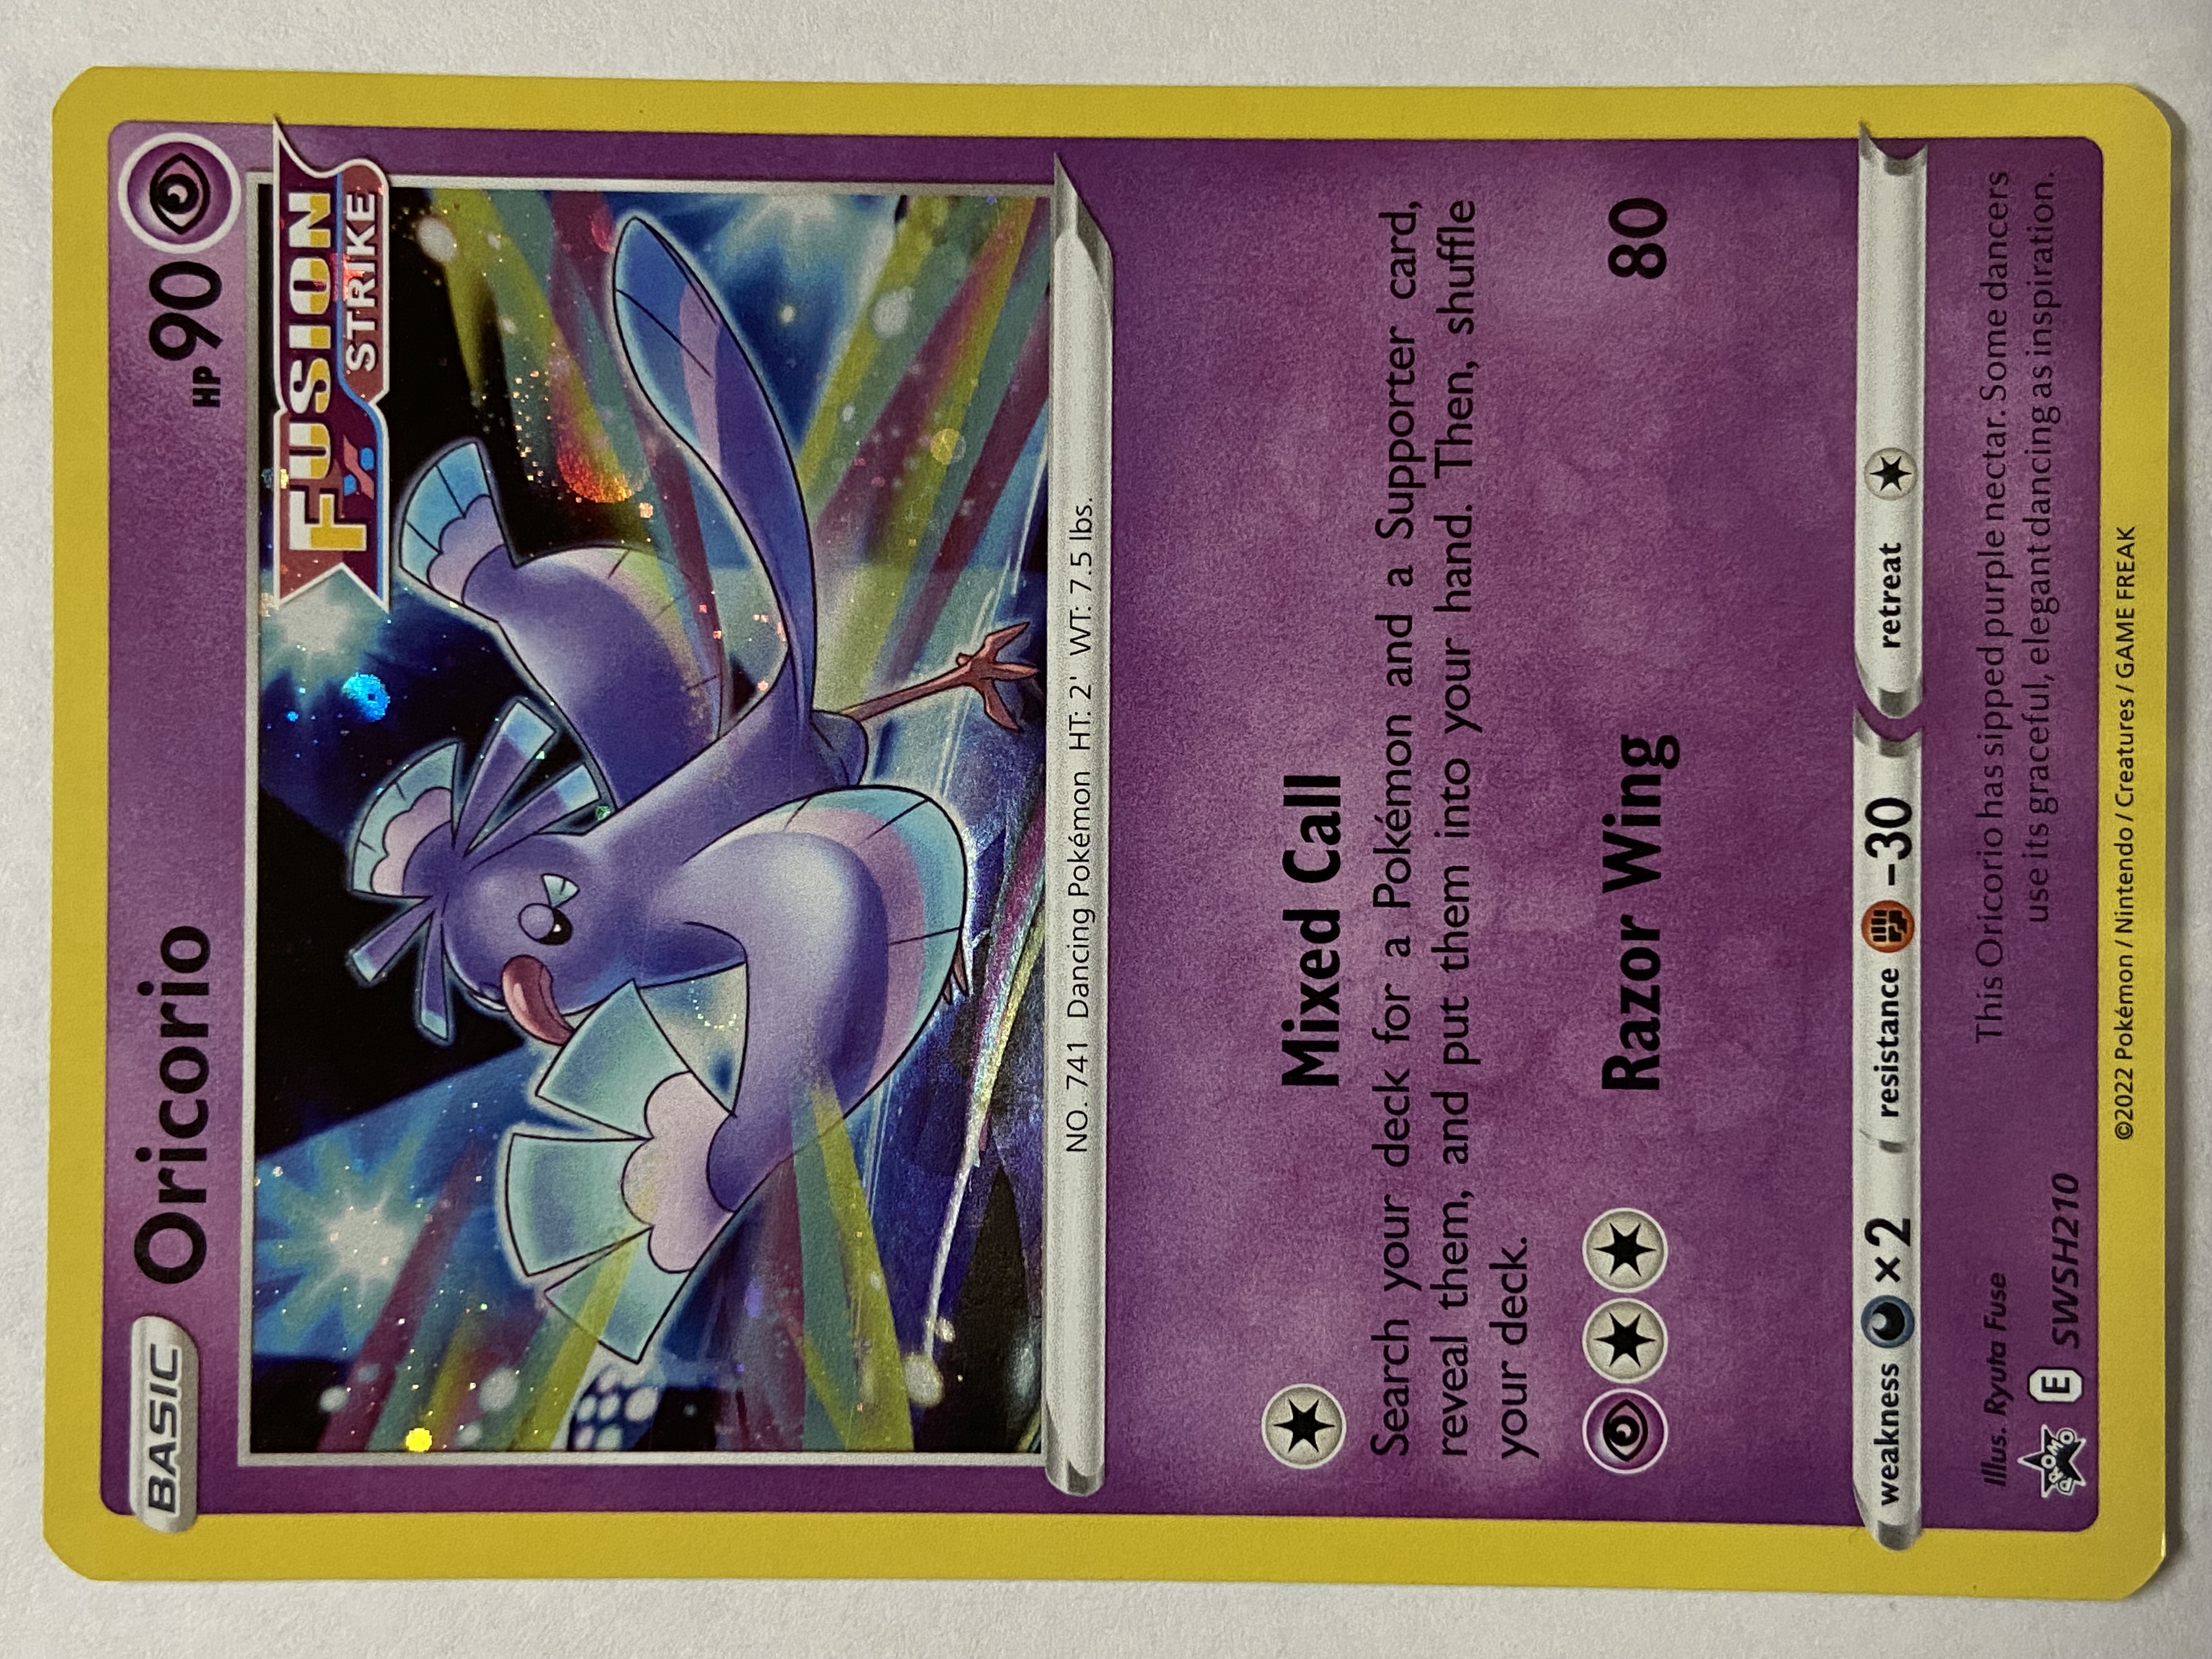 BASIC Oricorio HP 90
FUSION
STRIKE
NO. 741 Dancing Pokémon HT: 2' WT: 7.5 lbs.
Mixed Call
Search your deck for a Pokémon and a Supporter card,
reveal them, and put them into your hand. Then, shuffle
your deck.
Razor Wing 80
weakness ×2 resistance -30 retreat
Illus. Ryuta Fuse
This Oricorio has sipped purple nectar. Some dancers
use its graceful, elegant dancing as inspiration.
PROMO E SWSH210
©2022 Pokémon / Nintendo / Creatures / GAME FREAK